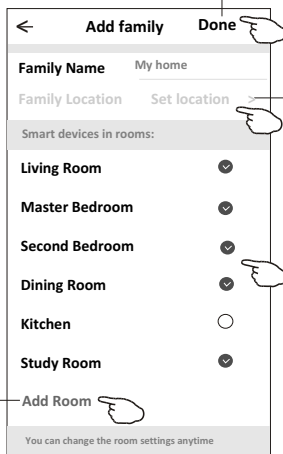 Add family Done
Family Name My home
Family Location Set location >
Smart devices in rooms:
Living Room
Master Bedroom
Second Bedroom
Dining Room
Kitchen
Study Room
Add Room
You can change the room settings anytime